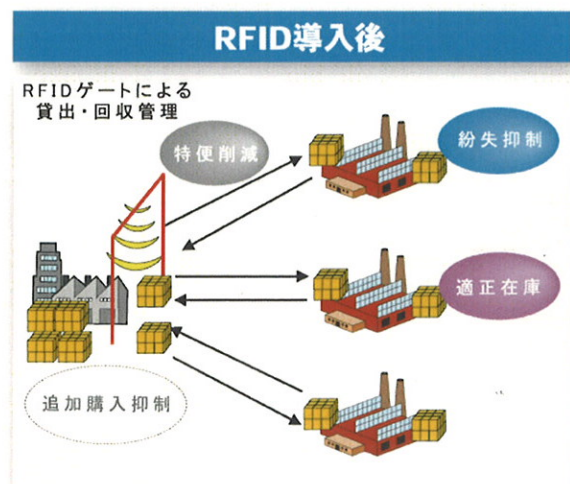 RFID導入後
RFIDゲートによる
貸出・回収管理
特便削減
紛失抑制
適正在庫
追加購入抑制